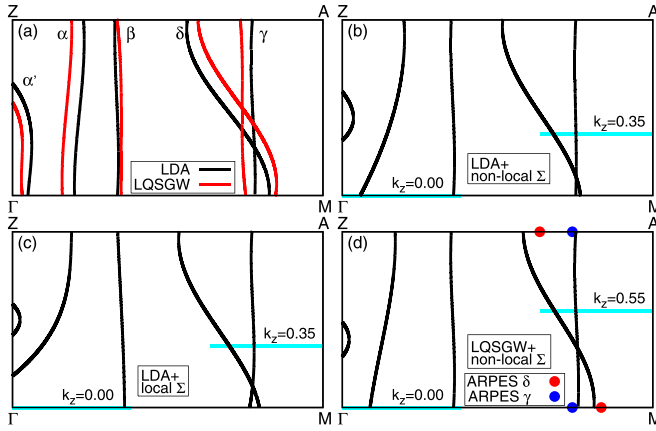 Z A Z A
(a) α β δ γ (b)
α'
k_z=0.35
LDA
LQSGW
LDA+
non-local Σ
k_z=0.00
Γ M Γ M
Z A Z A
(c) (d)
k_z=0.55
k_z=0.35
LDA+
local Σ
k_z=0.00
LQSGW+
non-local Σ
ARPES δ
ARPES γ
k_z=0.00
Γ M Γ M